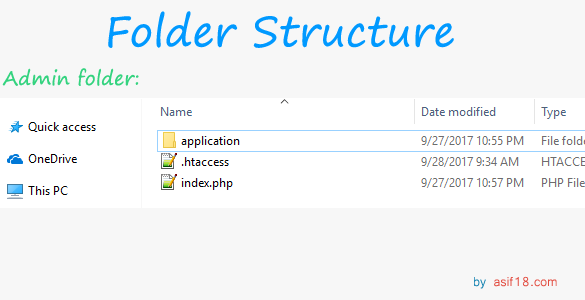 Folder Structure
Admin folder:
Name Date modified Type
Quick access
application 9/27/2017 10:55 PM File folde
OneDrive
.htaccess 9/28/2017 9:34 AM HTACCE
This PC
index.php 9/27/2017 10:57 PM PHP File
by asif18.com